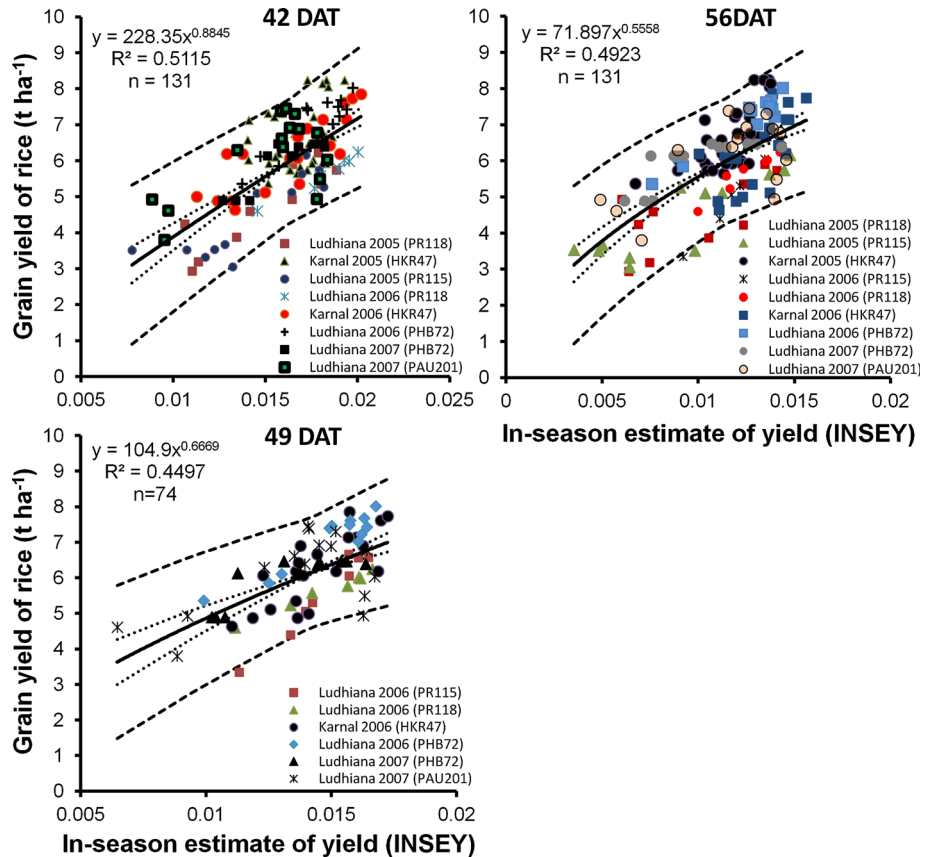 42 DAT
y = 228.35x^0.8845
R² = 0.5115
n = 131
Grain yield of rice (t ha⁻¹)
10
9
8
7
6
5
4
3
2
1
0
0.005
0.01
0.015
0.02
0.025
Ludhiana 2005 (PR118)
Karnal 2005 (HKR47)
Ludhiana 2005 (PR115)
Ludhiana 2006 (PR118
Karnal 2006 (HKR47)
Ludhiana 2006 (PHB72)
Ludhiana 2007 (PHB72)
Ludhiana 2007 (PAU201)
56DAT
y = 71.897x^0.5558
R² = 0.4923
n = 131
10
9
8
7
6
5
4
3
2
1
0
0
0.005
0.01
0.015
0.02
Ludhiana 2005 (PR118)
Ludhiana 2005 (PR115)
Karnal 2005 (HKR47)
Ludhiana 2006 (PR115)
Ludhiana 2006 (PR118)
Karnal 2006 (HKR47)
Ludhiana 2006 (PHB72)
Ludhiana 2007 (PHB72)
Ludhiana 2007 (PAU201)
In-season estimate of yield (INSEY)
49 DAT
y = 104.9x^0.6669
R² = 0.4497
n=74
Grain yield of rice (t ha⁻¹)
10
9
8
7
6
5
4
3
2
1
0
0.005
0.01
0.015
0.02
Ludhiana 2006 (PR115)
Ludhiana 2006 (PR118)
Karnal 2006 (HKR47)
Ludhiana 2006 (PHB72)
Ludhiana 2007 (PHB72)
Ludhiana 2007 (PAU201)
In-season estimate of yield (INSEY)